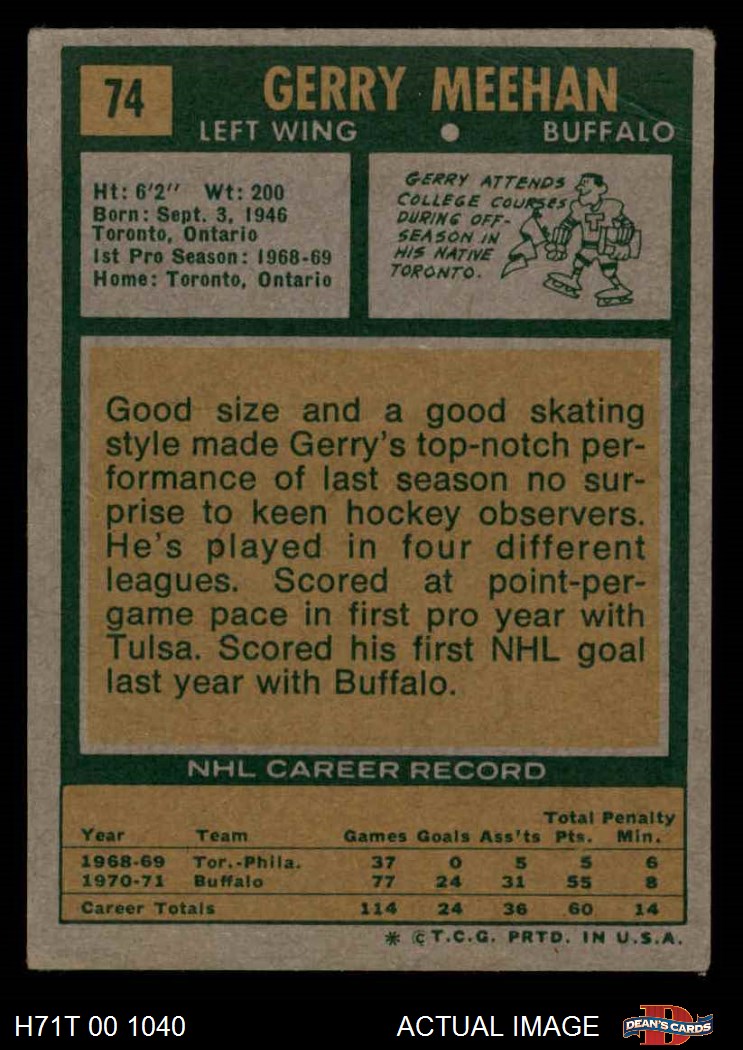 74
GERRY MEEHAN
LEFT WING • BUFFALO
Ht: 6'2" Wt: 200
Born: Sept. 3, 1946
Toronto, Ontario
1st Pro Season: 1968-69
Home: Toronto, Ontario
GERRY ATTENDS
COLLEGE COURSES
DURING OFF-
SEASON IN
HIS NATIVE
TORONTO.
T
Good size and a good skating
style made Gerry's top-notch per-
formance of last season no sur-
prise to keen hockey observers.
He's played in four different
leagues. Scored at point-per-
game pace in first pro year with
Tulsa. Scored his first NHL goal
last year with Buffalo.
NHL CAREER RECORD
Total Penalty
Year Team Games Goals Ass'ts Pts. Min.
1968-69 Tor.-Phila. 37 0 5 5 6
1970-71 Buffalo 77 24 31 55 8
Career Totals 114 24 36 60 14
* © T.C.G. PRTD. IN U.S.A.
H71T 00 1040
ACTUAL IMAGE
D
DEAN'S CARDS